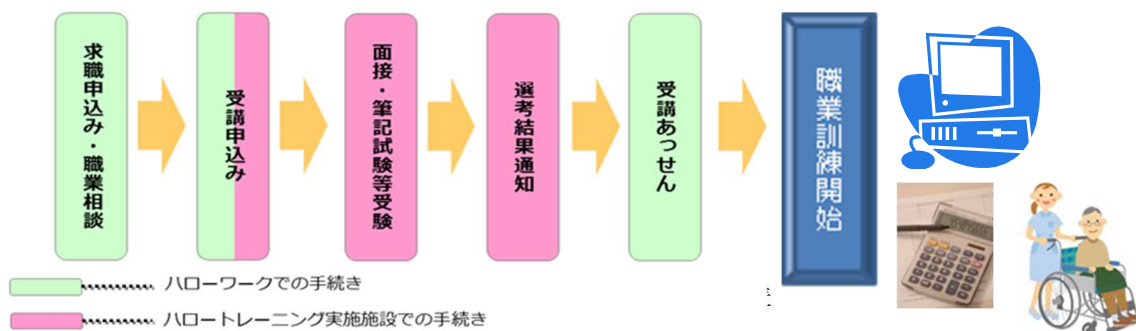 求職申込み・職業相談
受講申込み
面接・筆記試験等受験
選考結果通知
受講あっせん
職業訓練開始
ハローワークでの手続き
ハロートレーニング実施施設での手続き